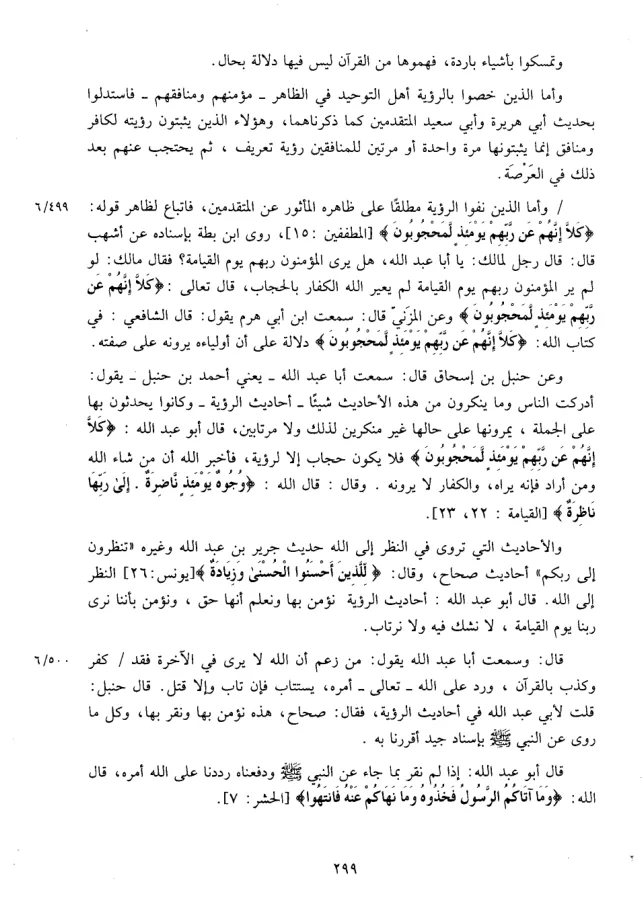 وتمسكوا بأشياء باردة، فهموها من القرآن ليس فيها دلالة بحال.
وأما الذين خصوا بالرؤية أهل التوحيد في الظاهر ـ مؤمنهم ومنافقهم ـ فاستدلوا
بحديث أبي هريرة وأبي سعيد المتقدمين كما ذكرناهما، وهؤلاء الذين يثبتون رؤيته لكافر
ومنافق إنما يثبتونها مرة واحدة أو مرتين للمنافقين رؤية تعريف ، ثم يحتجب عنهم بعد
ذلك في العَرْصَة .
٦/٤٩٩ / وأما الذين نفوا الرؤية مطلقًا على ظاهره المأثور عن المتقدمين، فاتباع لظاهر قوله:
﴿كَلاَّ إِنَّهُمْ عَن رَّبِّهِمْ يَوْمَئِذٍ لَّمَحْجُوبُونَ ﴾ [المطففين :١٥]، روى ابن بطة بإسناده عن أشهب
قال: قال رجل لمالك: يا أبا عبد الله، هل يرى المؤمنون ربهم يوم القيامة؟ فقال مالك: لو
لم ير المؤمنون ربهم يوم القيامة لم يعير الله الكفار بالحجاب، قال تعالى :﴿كَلاَّ إِنَّهُمْ عَن
رَّبِّهِمْ يَوْمَئِذٍ لَّمَحْجُوبُونَ ﴾ وعن المزَنيّ قال: سمعت ابن أبي هرم يقول: قال الشافعي : في
كتاب الله: ﴿كَلاَّ إِنَّهُمْ عَن رَّبِّهِمْ يَوْمَئِذٍ لَّمَحْجُوبُونَ ﴾ دلالة على أن أولياءه يرونه على صفته.
وعن حنبل بن إسحاق قال: سمعت أبا عبد الله ـ يعني أحمد بن حنبل ـ يقول:
أدركت الناس وما ينكرون من هذه الأحاديث شيئًا ـ أحاديث الرؤية ـ وكانوا يحدثون بها
على الجملة ، يمرونها على حالها غير منكرين لذلك ولا مرتابين، قال أبو عبد الله : ﴿كَلاَّ
إِنَّهُمْ عَن رَّبِّهِمْ يَوْمَئِذٍ لَّمَحْجُوبُونَ ﴾ فلا يكون حجاب إلا لرؤية، فأخبر الله أن من شاء الله
ومن أراد فإنه يراه، والكفار لا يرونه . وقال : قال الله : ﴿وُجُوهٌ يَوْمَئِذٍ نَّاضِرَةٌ . إِلَىٰ رَبِّهَا
نَاظِرَةٌ ﴾ [القيامة : ٢٢، ٢٣].
والأحاديث التي تروى في النظر إلى الله حديث جرير بن عبد الله وغيره «تنظرون
إلى ربكم» أحاديث صحاح، وقال: ﴿ لِّلَّذِينَ أَحْسَنُوا الْحُسْنَىٰ وَزِيَادَةٌ ﴾[يونس:٢٦] النظر
إلى الله. قال أبو عبد الله : أحاديث الرؤية نؤمن بها ونعلم أنها حق ، ونؤمن بأننا نرى
ربنا يوم القيامة ، لا نشك فيه ولا نرتاب.
٦/٥٠٠ قال: وسمعت أبا عبد الله يقول: من زعم أن الله لا يرى في الآخرة فقد / كفر
وكذب بالقرآن ، ورد على الله ـ تعالى ـ أمره، يستتاب فإن تاب وإلا قتل. قال حنبل:
قلت لأبي عبد الله في أحاديث الرؤية، فقال: صحاح، هذه نؤمن بها ونقر بها، وكل ما
روى عن النبي ﷺ بإسناد جيد أقررنا به .
قال أبو عبد الله: إذا لم نقر بما جاء عن النبي ﷺ ودفعناه رددنا على الله أمره، قال
الله: ﴿وَمَا آتَاكُمُ الرَّسُولُ فَخُذُوهُ وَمَا نَهَاكُمْ عَنْهُ فَانتَهُوا﴾ [الحشر: ٧].
٢٩٩